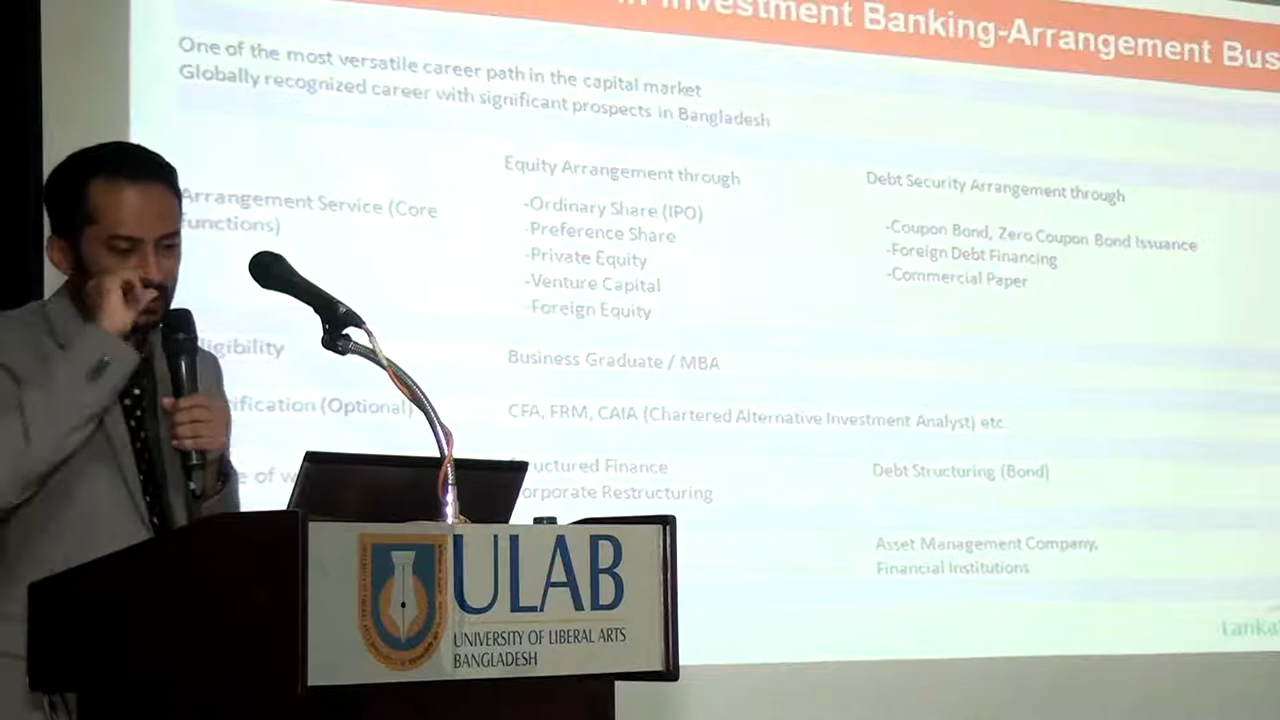 Investment Banking-Arrangement Bus
One of the most versatile career path in the capital market
Globally recognized career with significant prospects in Bangladesh
Arrangement Service (Core
functions)
Equity Arrangement through
-Ordinary Share (IPO)
-Preference Share
-Private Equity
-Venture Capital
-Foreign Equity
Debt Security Arrangement through
-Coupon Bond, Zero Coupon Bond Issuance
-Foreign Debt Financing
-Commercial Paper
ligibility
Business Graduate / MBA
ification (Optional)
CFA, FRM, CAIA (Chartered Alternative Investment Analyst) etc.
e of w
ructured Finance
orporate Restructuring
Debt Structuring (Bond)
Asset Management Company,
Financial Institutions
Lanka
ULAB
UNIVERSITY OF LIBERAL ARTS
BANGLADESH